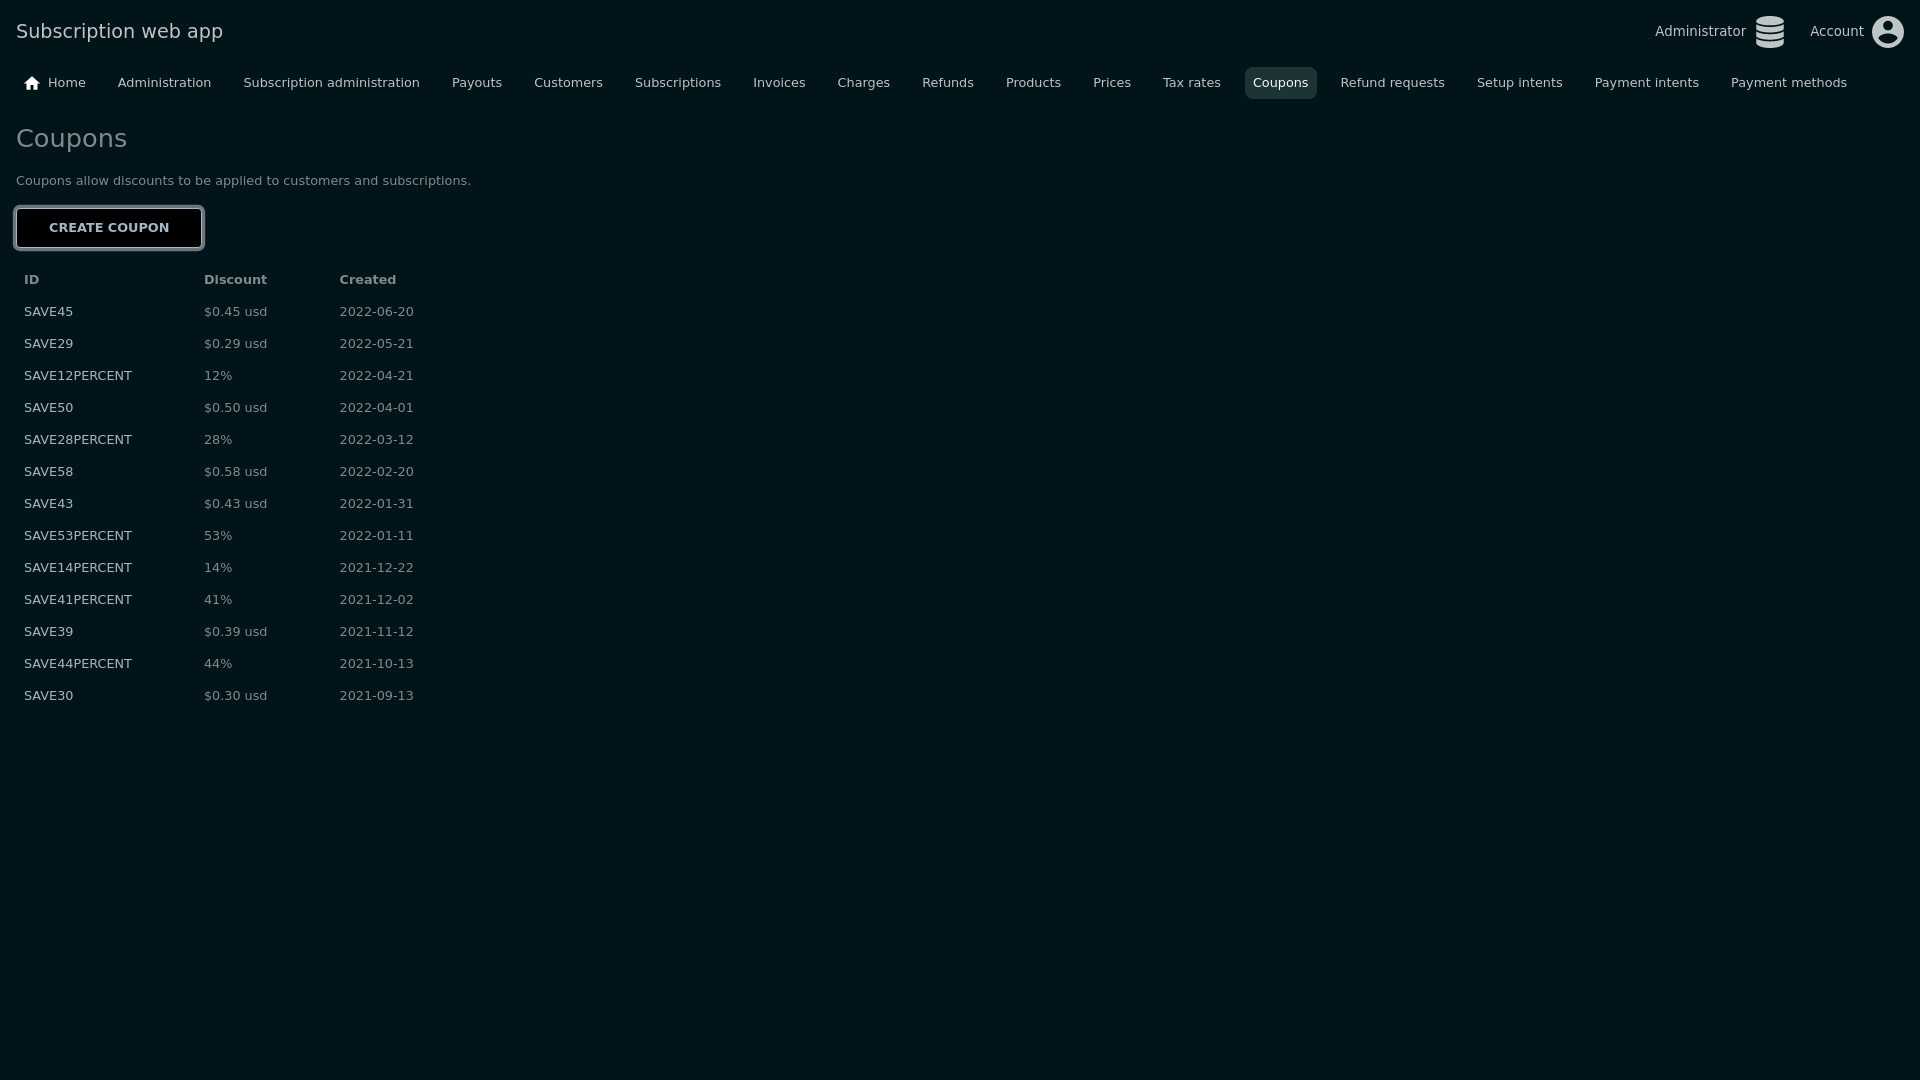 Subscription web app
Administrator
Account
Home Administration Subscription administration Payouts Customers Subscriptions Invoices Charges Refunds Products Prices Tax rates Coupons Refund requests Setup intents Payment intents Payment methods
Coupons
Coupons allow discounts to be applied to customers and subscriptions.
CREATE COUPON
ID Discount Created
SAVE45 $0.45 usd 2022-06-20
SAVE29 $0.29 usd 2022-05-21
SAVE12PERCENT 12% 2022-04-21
SAVE50 $0.50 usd 2022-04-01
SAVE28PERCENT 28% 2022-03-12
SAVE58 $0.58 usd 2022-02-20
SAVE43 $0.43 usd 2022-01-31
SAVE53PERCENT 53% 2022-01-11
SAVE14PERCENT 14% 2021-12-22
SAVE41PERCENT 41% 2021-12-02
SAVE39 $0.39 usd 2021-11-12
SAVE44PERCENT 44% 2021-10-13
SAVE30 $0.30 usd 2021-09-13